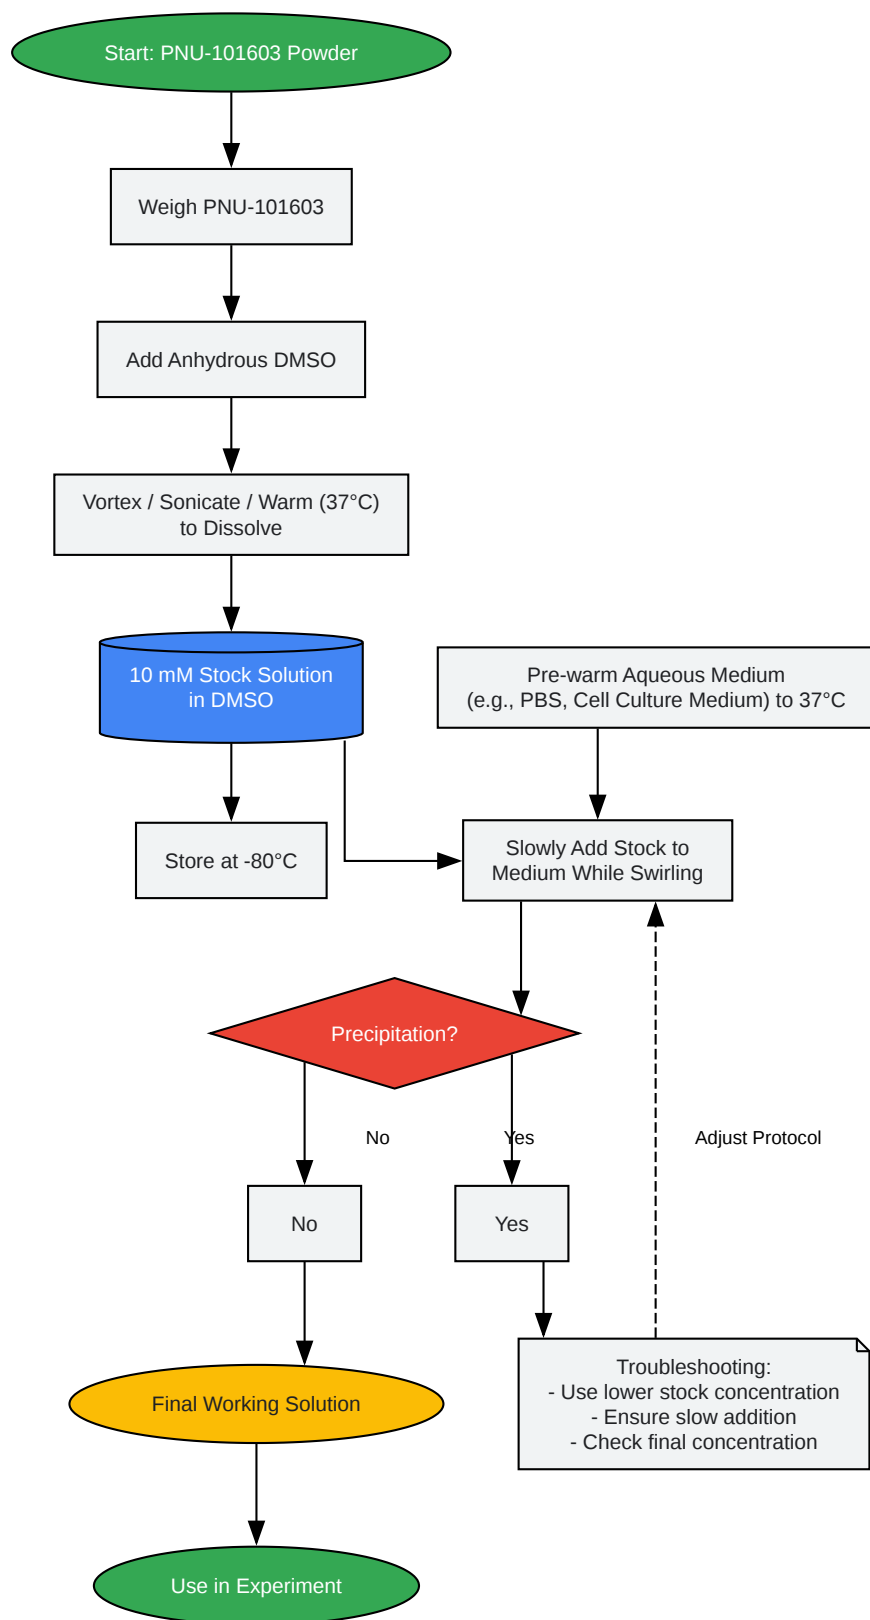 Start: PNU-101603 Powder
Weigh PNU-101603
Add Anhydrous DMSO
Vortex / Sonicate / Warm (37°C)
to Dissolve
10 mM Stock Solution
in DMSO
Pre-warm Aqueous Medium
(e.g., PBS, Cell Culture Medium) to 37°C
Store at -80°C
Slowly Add Stock to
Medium While Swirling
Precipitation?
No
Yes
Adjust Protocol
No
Yes
Troubleshooting:
- Use lower stock concentration
- Ensure slow addition
- Check final concentration
Final Working Solution
Use in Experiment